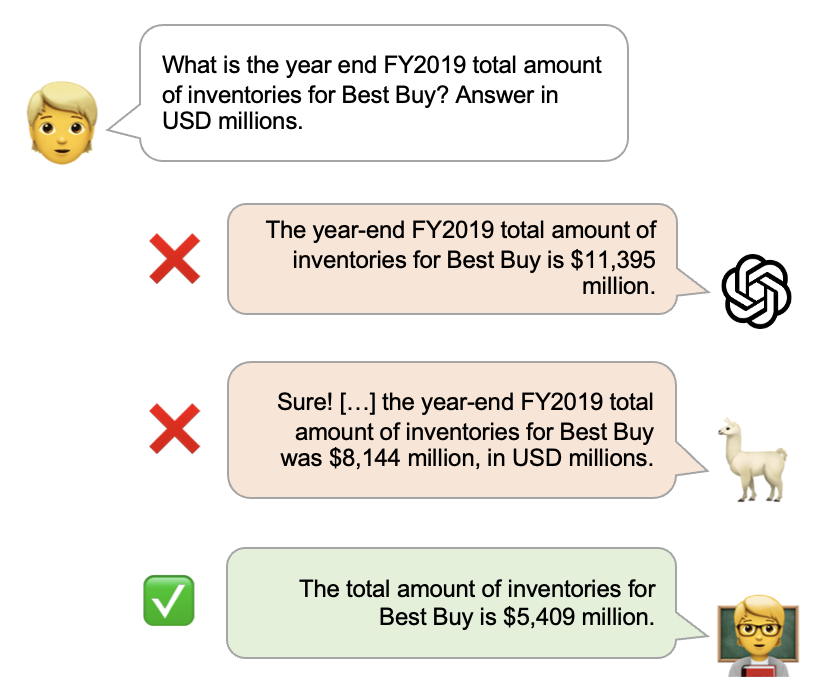 What is the year end FY2019 total amount
of inventories for Best Buy? Answer in
USD millions.
The year-end FY2019 total amount of
inventories for Best Buy is $11,395
million.
Sure! […] the year-end FY2019 total
amount of inventories for Best Buy
was $8,144 million, in USD millions.
The total amount of inventories for
Best Buy is $5,409 million.